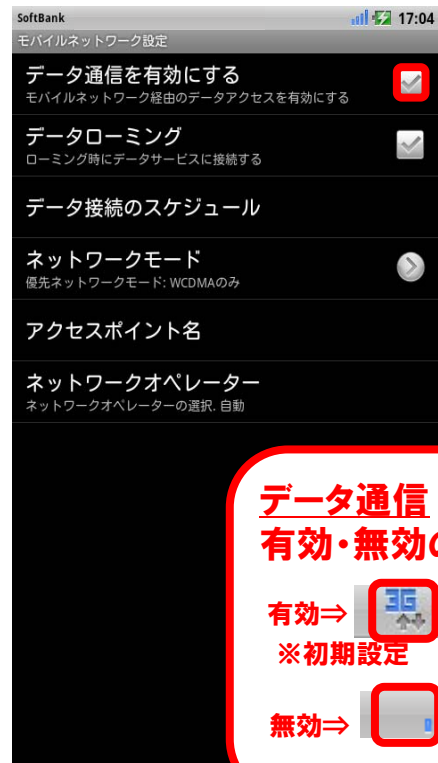 SoftBank 17:04
モバイルネットワーク設定
データ通信を有効にする
モバイルネットワーク経由のデータアクセスを有効にする
データローミング
ローミング時にデータサービスに接続する
データ接続のスケジュール
ネットワークモード
優先ネットワークモード: WCDMAのみ
アクセスポイント名
ネットワークオペレーター
ネットワークオペレーターの選択. 自動
データ通信
有効・無効の
有効⇒ 3G
※初期設定
無効⇒